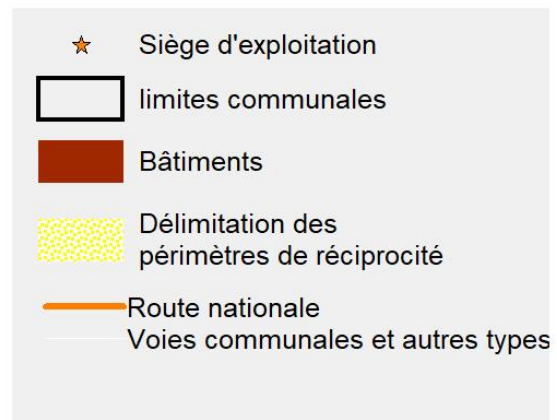 Siège d'exploitation
limites communales
Bâtiments
Délimitation des
périmètres de réciprocité
Route nationale
Voies communales et autres types